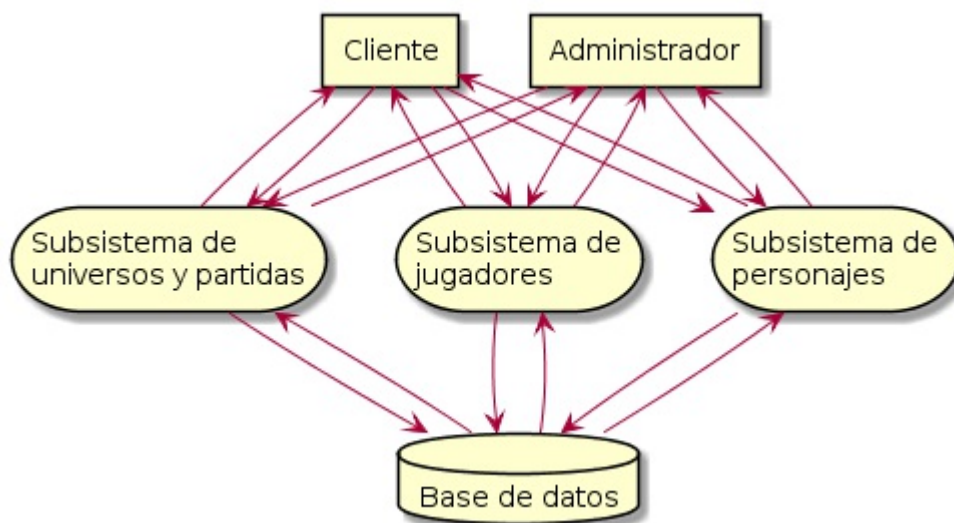 Cliente
Administrador
Subsistema de
universos y partidas
Subsistema de
jugadores
Subsistema de
personajes
Base de datos